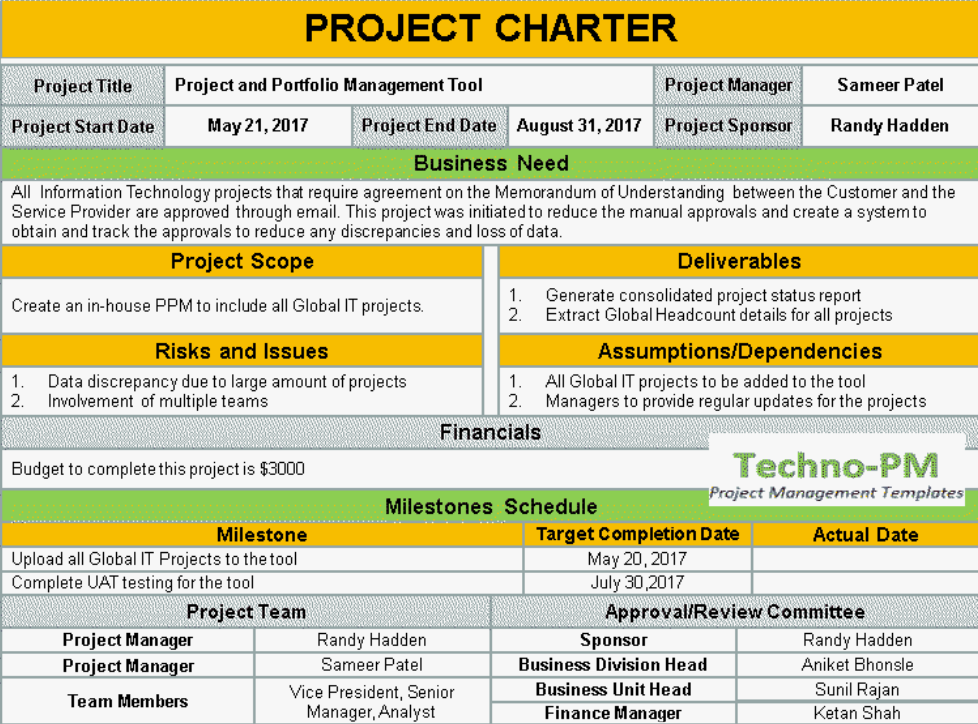 PROJECT CHARTER
Project Title Project and Portfolio Management Tool Project Manager Sameer Patel
Project Start Date May 21, 2017 Project End Date August 31, 2017 Project Sponsor Randy Hadden
Business Need
All Information Technology projects that require agreement on the Memorandum of Understanding between the Customer and the
Service Provider are approved through email. This project was initiated to reduce the manual approvals and create a system to
obtain and track the approvals to reduce any discrepancies and loss of data.
Project Scope
Create an in-house PPM to include all Global IT projects.
Deliverables
1. Generate consolidated project status report
2. Extract Global Headcount details for all projects
Risks and Issues
1. Data discrepancy due to large amount of projects
2. Involvement of multiple teams
Assumptions/Dependencies
1. All Global IT projects to be added to the tool
2. Managers to provide regular updates for the projects
Financials
Budget to complete this project is $3000
Techno-PM
Project Management Templates
Milestones Schedule
Milestone Target Completion Date Actual Date
Upload all Global IT Projects to the tool May 20, 2017
Complete UAT testing for the tool July 30,2017
Project Team
Project Manager Randy Hadden
Project Manager Sameer Patel
Team Members Vice President, Senior
Manager, Analyst
Approval/Review Committee
Sponsor Randy Hadden
Business Division Head Aniket Bhonsle
Business Unit Head Sunil Rajan
Finance Manager Ketan Shah